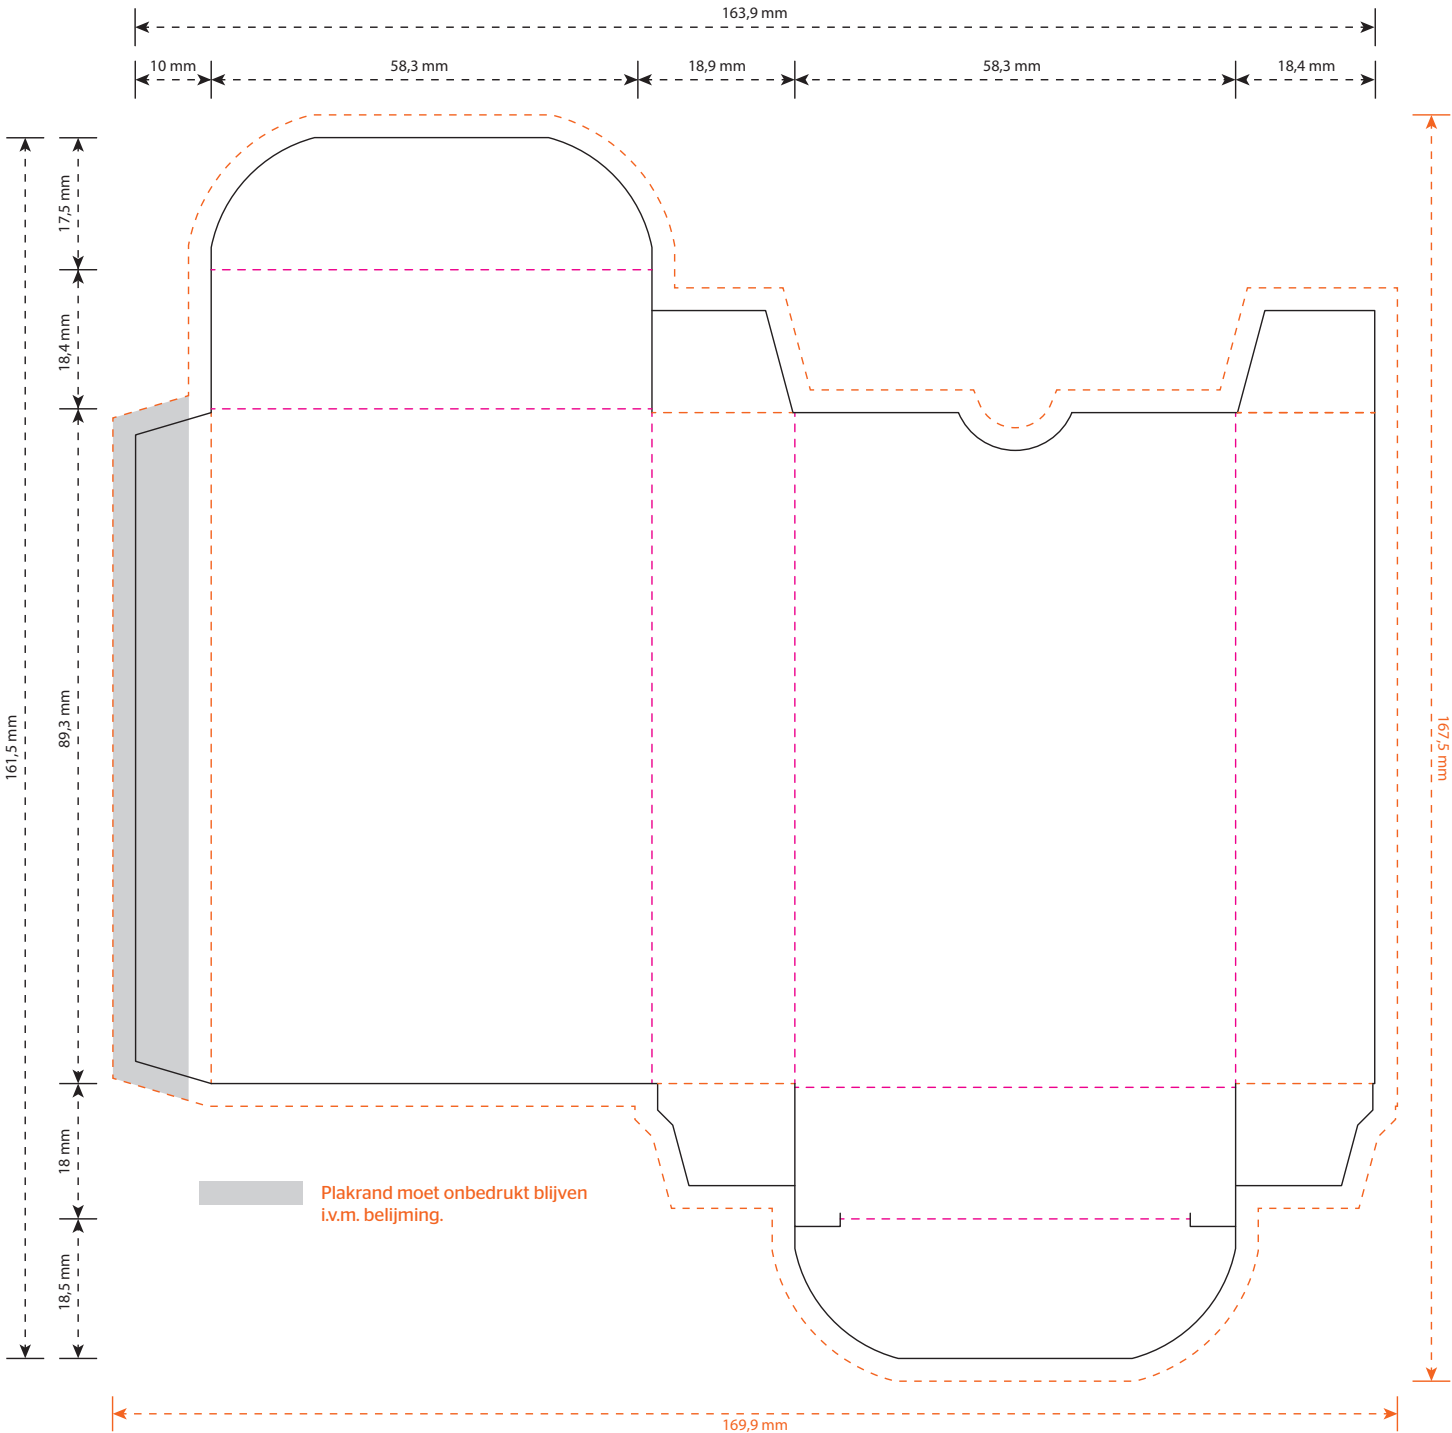 163,9 mm
10 mm
58,3 mm
18,9 mm
58,3 mm
18,4 mm
17,5 mm
18,4 mm
89,3 mm
161,5 mm
167,5 mm
18 mm
18,5 mm
Plakrand moet onbedrukt blijven
i.v.m. belijming.
169,9 mm